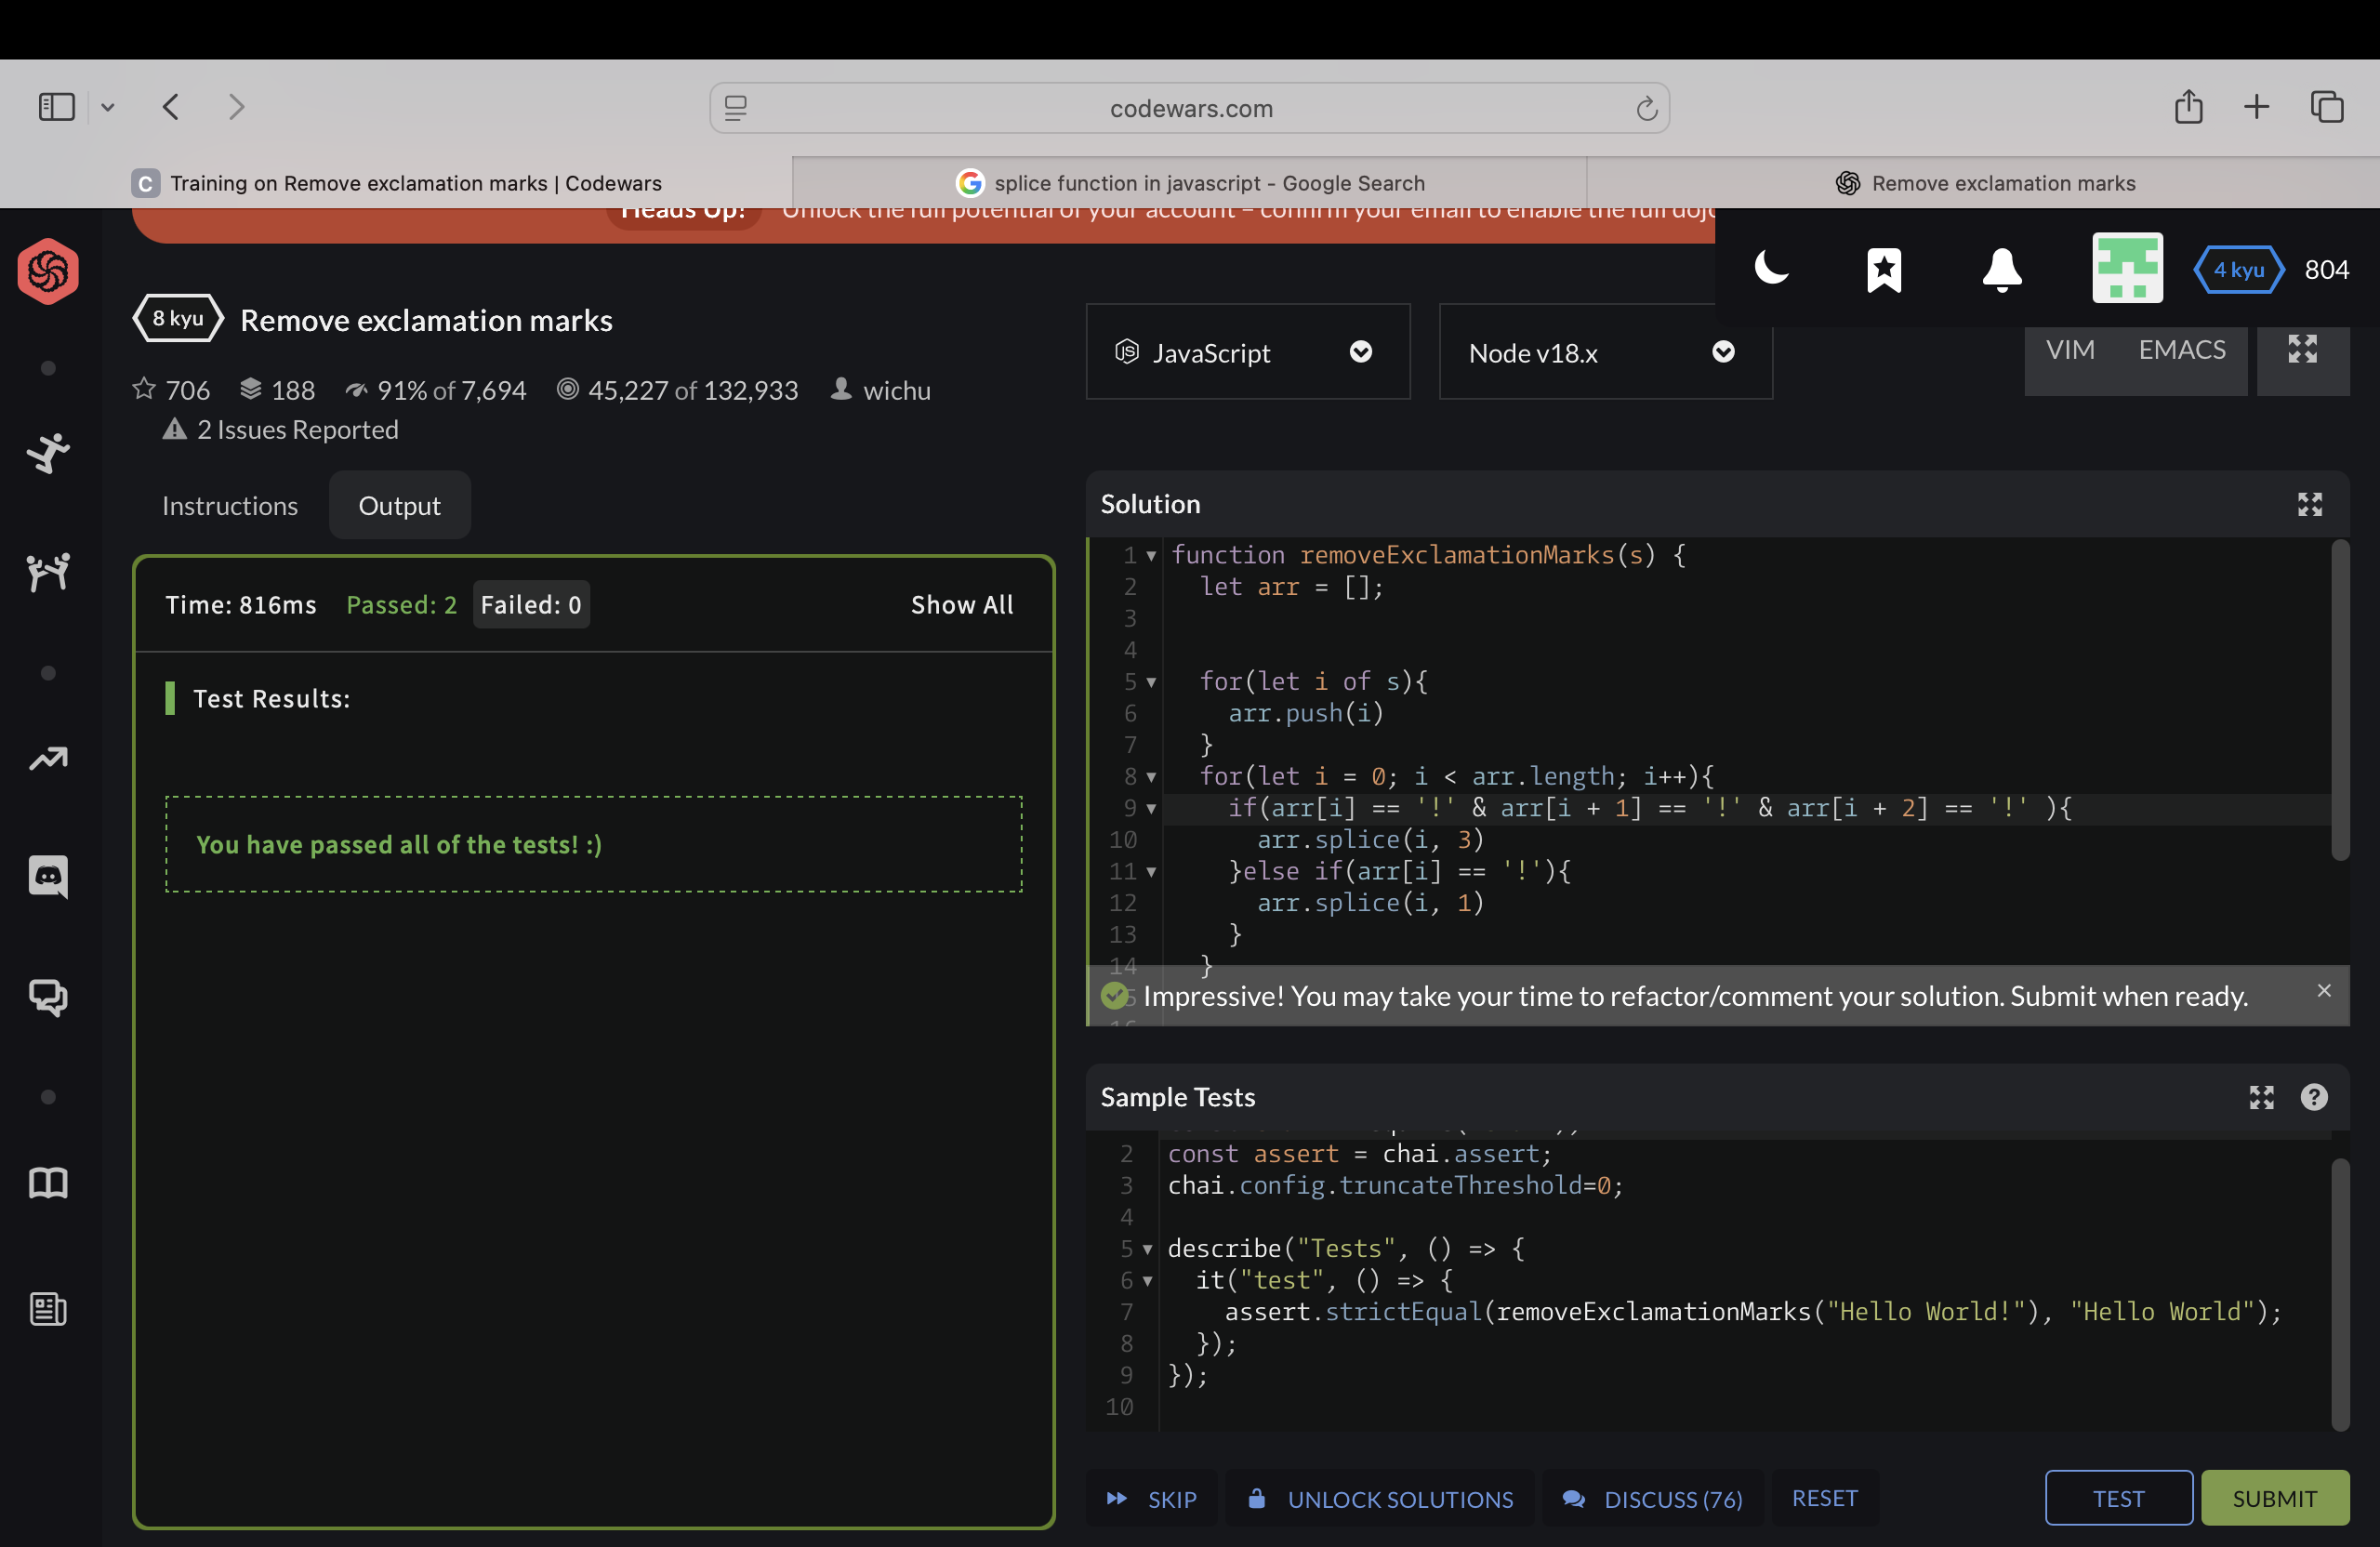 codewars.com
C Training on Remove exclamation marks | Codewars
splice function in javascript - Google Search
Remove exclamation marks
Heads Up! Unlock the full potential of your account – confirm your email to enable the full dojo
4 kyu 804
8 kyu Remove exclamation marks
706 188 91% of 7,694 45,227 of 132,933 wichu
2 Issues Reported
JavaScript
Node v18.x
VIM EMACS
Instructions
Output
Time: 816ms Passed: 2 Failed: 0 Show All
Test Results:
You have passed all of the tests! :)
Solution
1 function removeExclamationMarks(s) {
2 let arr = [];
3
4
5 for(let i of s){
6 arr.push(i)
7 }
8 for(let i = 0; i < arr.length; i++){
9 if(arr[i] == '!' & arr[i + 1] == '!' & arr[i + 2] == '!' ){
10 arr.splice(i, 3)
11 }else if(arr[i] == '!'){
12 arr.splice(i, 1)
13 }
14 }
Impressive! You may take your time to refactor/comment your solution. Submit when ready.
Sample Tests
2 const assert = chai.assert;
3 chai.config.truncateThreshold=0;
4
5 describe("Tests", () => {
6 it("test", () => {
7 assert.strictEqual(removeExclamationMarks("Hello World!"), "Hello World");
8 });
9 });
10
SKIP
UNLOCK SOLUTIONS
DISCUSS (76)
RESET
TEST
SUBMIT